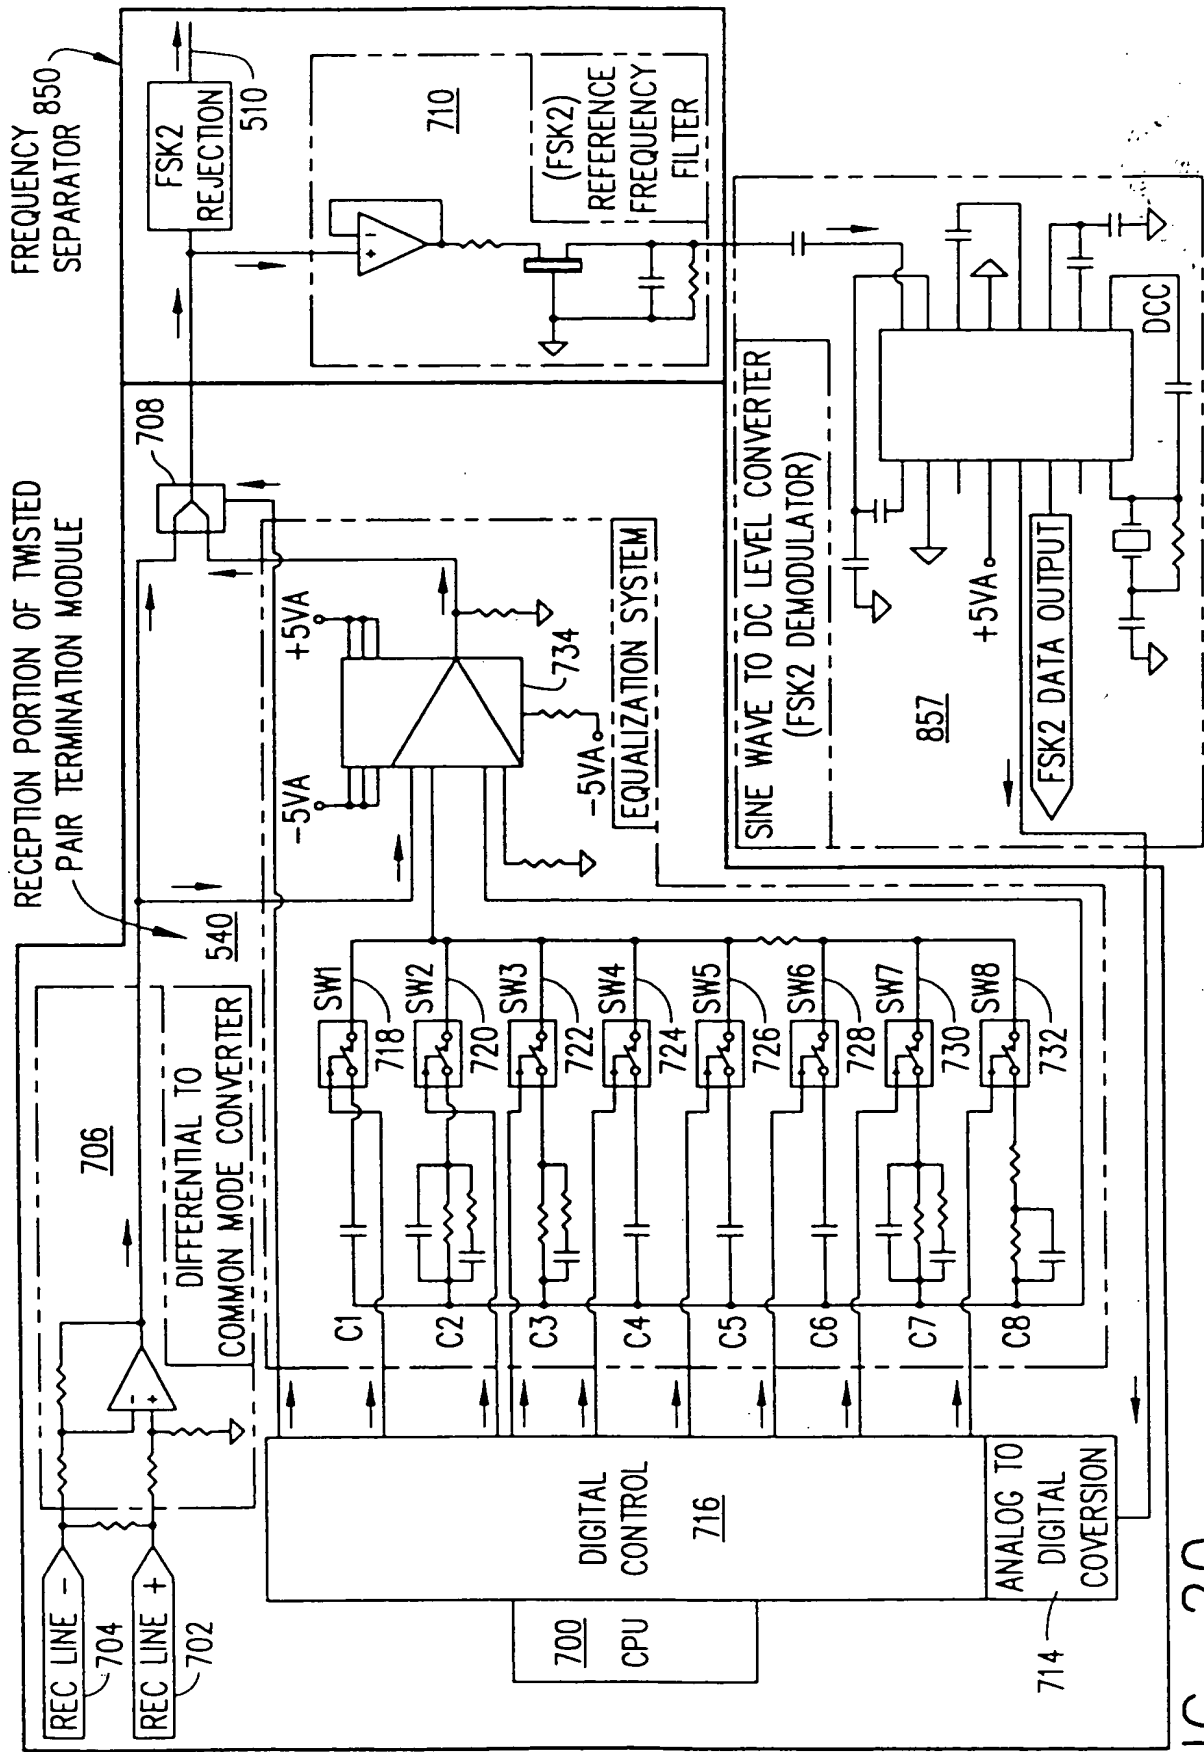 RECEPTION PORTION OF TWISTED
PAIR TERMINATION MODULE
540
FREQUENCY
SEPARATOR 850
REC LINE -
704
REC LINE +
702
706
DIFFERENTIAL TO
COMMON MODE CONVERTER
708
FSK2
REJECTION
510
710
(FSK2)
REFERENCE
FREQUENCY
FILTER
-
+
-
+
-5VA
+5VA
734
-5VA
EQUALIZATION SYSTEM
C1
SW1
718
C2
SW2
720
C3
SW3
722
C4
SW4
724
C5
SW5
726
C6
SW6
728
C7
SW7
730
C8
SW8
732
DIGITAL
CONTROL
716
700
CPU
ANALOG TO
DIGITAL
COVERSION
714
SINE WAVE TO DC LEVEL CONVERTER
(FSK2 DEMODULATOR)
857
+5VA
FSK2 DATA OUTPUT
DCC